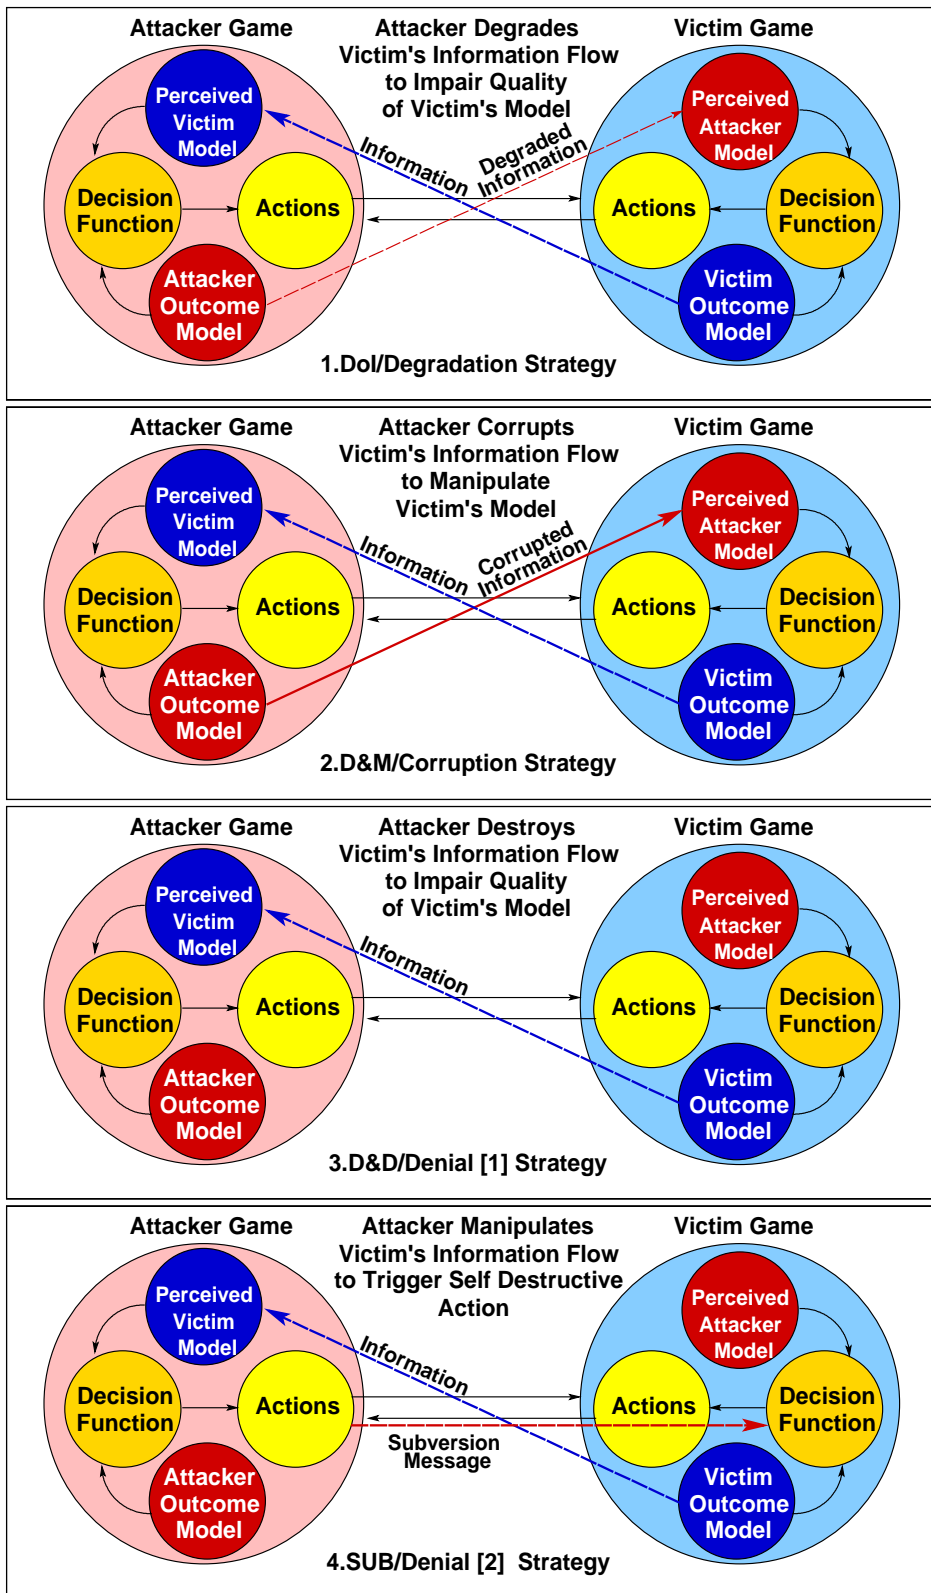 Attacker Game
Attacker Degrades
Victim's Information Flow
to Impair Quality
of Victim's Model
Victim Game
Perceived
Victim
Model
Perceived
Attacker
Model
Information
Degraded
Information
Decision
Function
Actions
Actions
Decision
Function
Attacker
Outcome
Model
Victim
Outcome
Model
1.DoI/Degradation Strategy
Attacker Game
Attacker Corrupts
Victim's Information Flow
to Manipulate
Victim's Model
Victim Game
Perceived
Victim
Model
Perceived
Attacker
Model
Information
Corrupted
Information
Decision
Function
Actions
Actions
Decision
Function
Attacker
Outcome
Model
Victim
Outcome
Model
2.D&M/Corruption Strategy
Attacker Game
Attacker Destroys
Victim's Information Flow
to Impair Quality
of Victim's Model
Victim Game
Perceived
Victim
Model
Perceived
Attacker
Model
Information
Decision
Function
Actions
Actions
Decision
Function
Attacker
Outcome
Model
Victim
Outcome
Model
3.D&D/Denial [1] Strategy
Attacker Game
Attacker Manipulates
Victim's Information Flow
to Trigger Self Destructive
Action
Victim Game
Perceived
Victim
Model
Perceived
Attacker
Model
Information
Decision
Function
Actions
Actions
Decision
Function
Subversion
Message
Attacker
Outcome
Model
Victim
Outcome
Model
4.SUB/Denial [2] Strategy